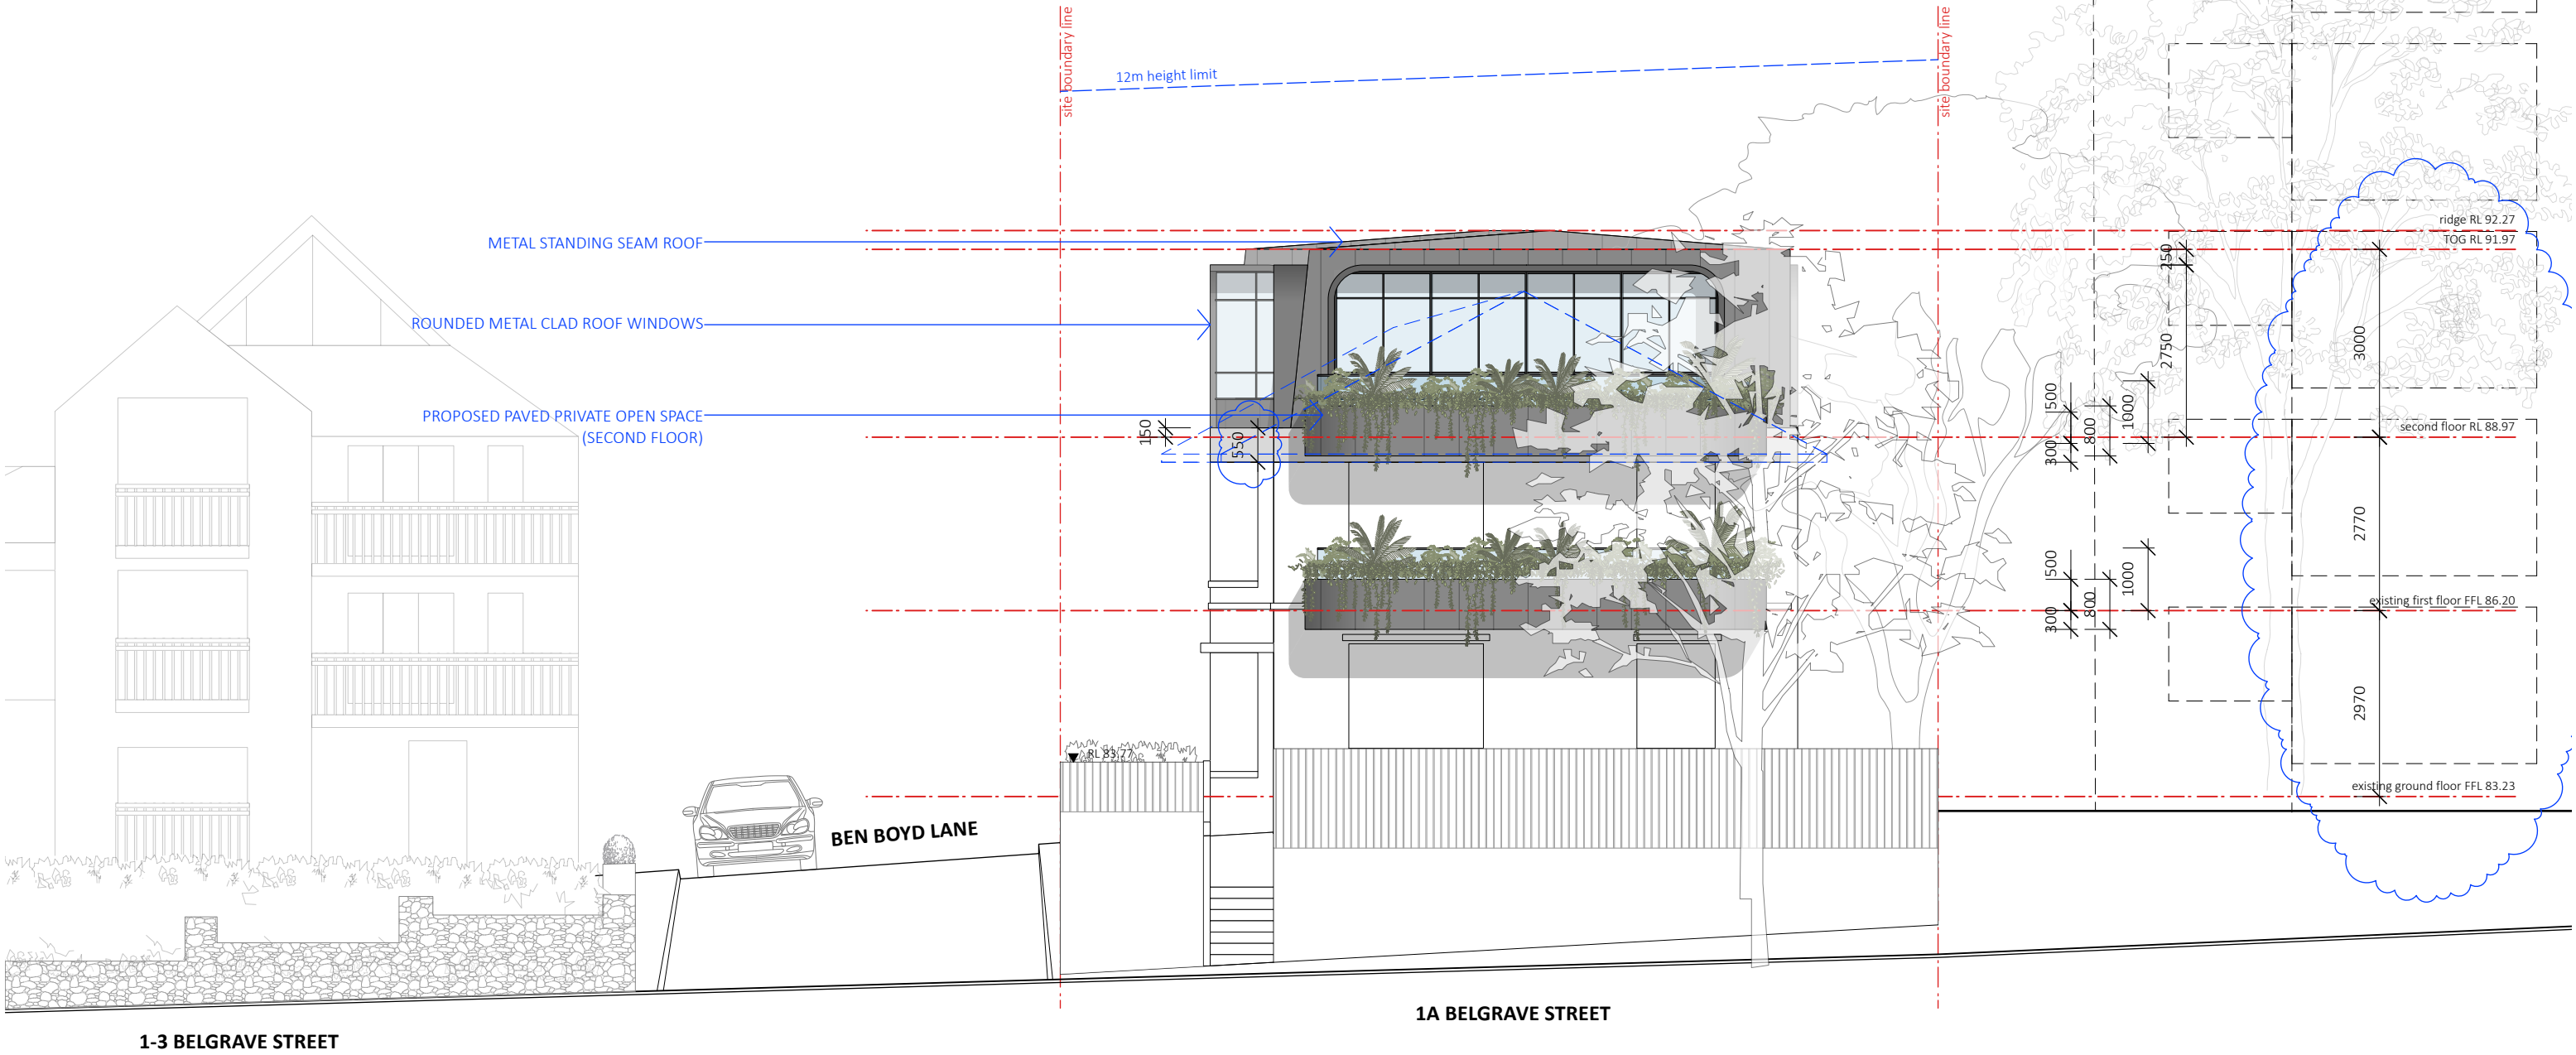 site boundary line
site boundary line
12m height limit
METAL STANDING SEAM ROOF
ROUNDED METAL CLAD ROOF WINDOWS
PROPOSED PAVED PRIVATE OPEN SPACE
(SECOND FLOOR)
150
550
ridge RL 92.27
TOG RL 91.97
250
2750
3000
500
800
1000
300
second floor RL 88.97
2770
500
800
1000
300
existing first floor FFL 86.20
2970
existing ground floor FFL 83.23
RL 83.77
BEN BOYD LANE
1A BELGRAVE STREET
1-3 BELGRAVE STREET